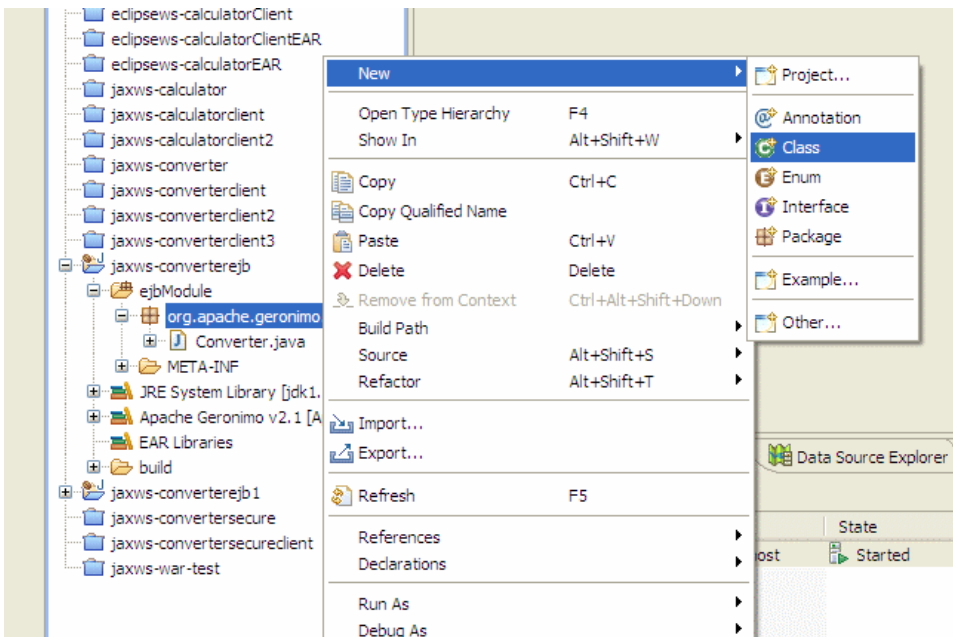 eclipsews-calculatorClient
eclipsews-calculatorClientEAR
eclipsews-calculatorEAR
jaxws-calculator
jaxws-calculatorclient
jaxws-calculatorclient2
jaxws-converter
jaxws-converterclient
jaxws-converterclient2
jaxws-converterclient3
jaxws-converterejb
ejbModule
org.apache.geronimo
Converter.java
META-INF
JRE System Library [jdk1.
Apache Geronimo v2.1 [A
EAR Libraries
build
jaxws-converterejb1
jaxws-convertersecure
jaxws-convertersecureclient
jaxws-war-test
New
Open Type Hierarchy F4
Show In Alt+Shift+W
Copy Ctrl+C
Copy Qualified Name
Paste Ctrl+V
Delete Delete
Remove from Context Ctrl+Alt+Shift+Down
Build Path
Source Alt+Shift+S
Refactor Alt+Shift+T
Import...
Export...
Refresh F5
References
Declarations
Run As
Debug As
Project...
Annotation
Class
Enum
Interface
Package
Example...
Other...
Data Source Explorer
State
ost Started